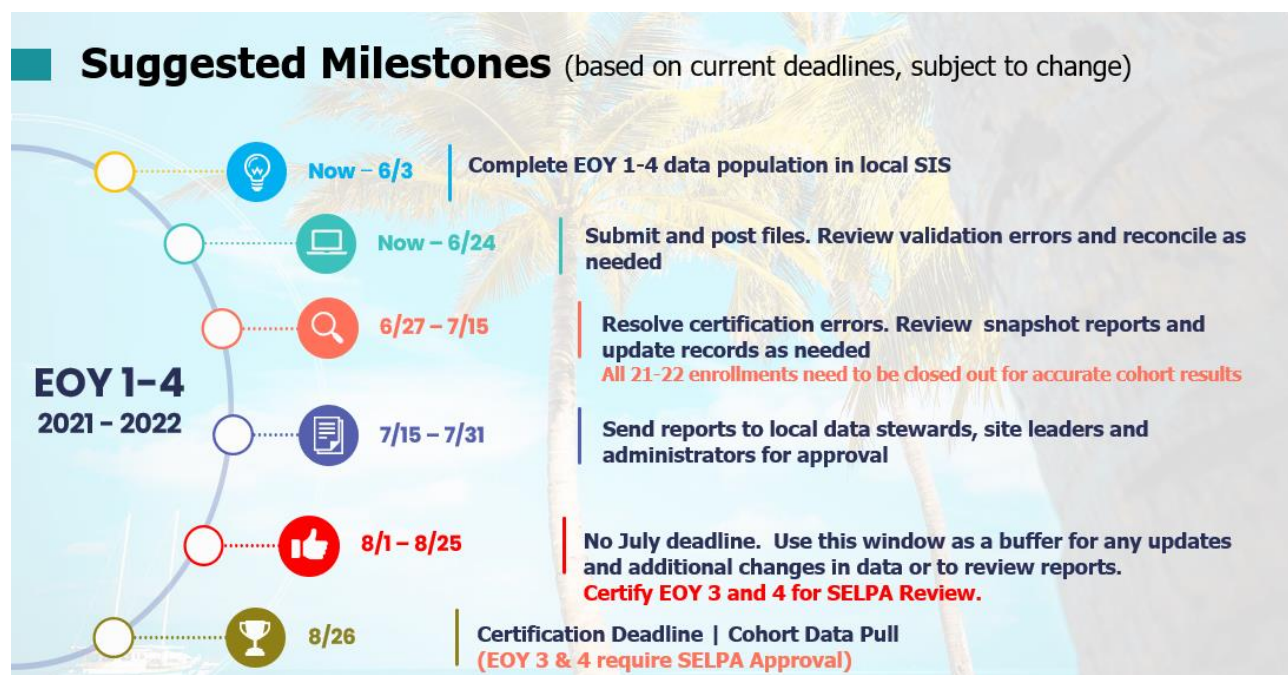 Suggested Milestones (based on current deadlines, subject to change)
Now – 6/3
Complete EOY 1-4 data population in local SIS
Now – 6/24
Submit and post files. Review validation errors and reconcile as
needed
6/27 – 7/15
Resolve certification errors. Review  snapshot reports and
update records as needed
All 21-22 enrollments need to be closed out for accurate cohort results
EOY 1-4
2021 - 2022
7/15 – 7/31
Send reports to local data stewards, site leaders and
administrators for approval
8/1 – 8/25
No July deadline.  Use this window as a buffer for any updates
and additional changes in data or to review reports.
Certify EOY 3 and 4 for SELPA Review.
8/26
Certification Deadline | Cohort Data Pull
(EOY 3 & 4 require SELPA Approval)